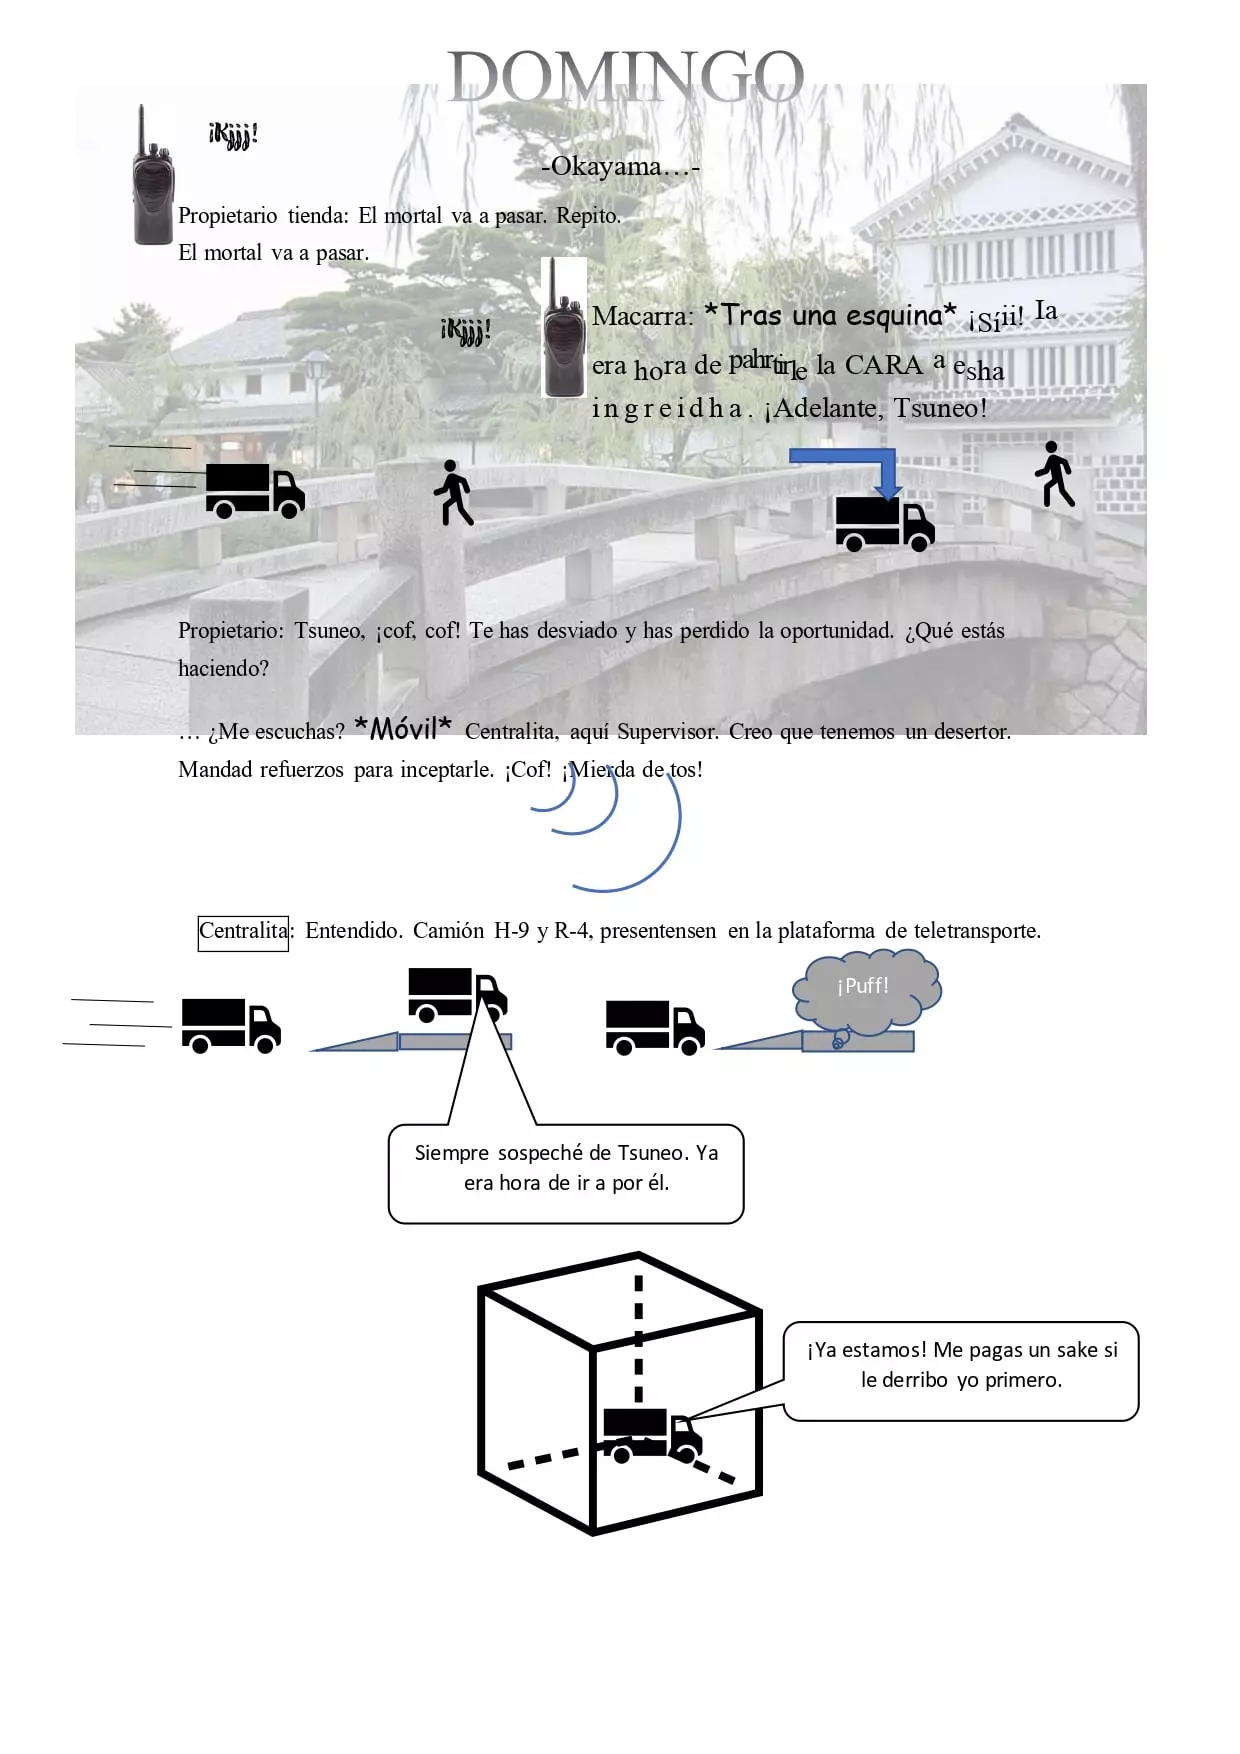 DOMINGO
¡Kjjj!
-Okayama…-
Propietario tienda: El mortal va a pasar. Repito.
El mortal va a pasar.
¡Kjjj!
Macarra: *Tras una esquina* ¡Síii! Ia
era hora de pahrtirle la CARA a esha
ingreidha. ¡Adelante, Tsuneo!
Propietario: Tsuneo, ¡cof, cof! Te has desviado y has perdido la oportunidad. ¿Qué estás
haciendo?
… ¿Me escuchas? *Móvil* Centralita, aquí Supervisor. Creo que tenemos un desertor.
Mandad refuerzos para inceptarle. ¡Cof! ¡Mierda de tos!
Centralita: Entendido. Camión H-9 y R-4, presentensen en la plataforma de teletransporte.
¡Puff!
Siempre sospeché de Tsuneo. Ya
era hora de ir a por él.
¡Ya estamos! Me pagas un sake si
le derribo yo primero.